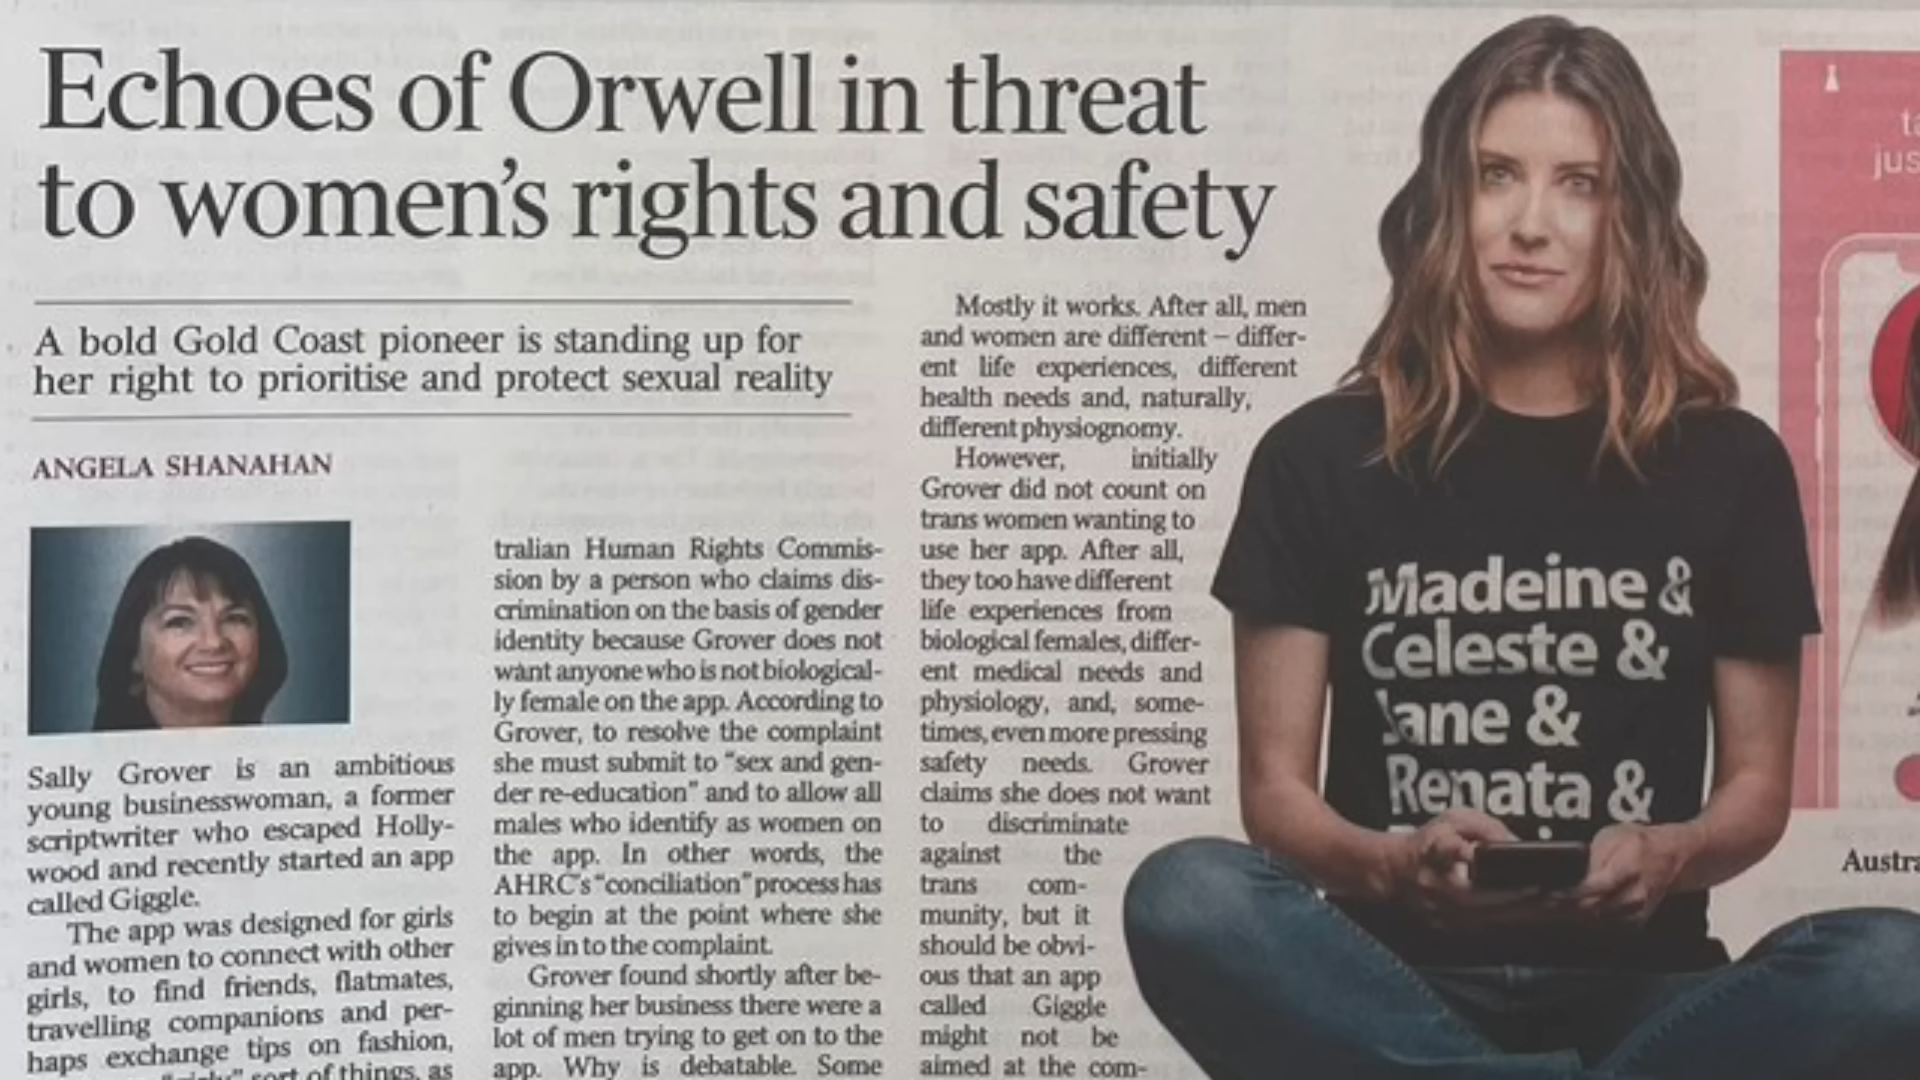 Echoes of Orwell in threat
to women's rights and safety
A bold Gold Coast pioneer is standing up for
her right to prioritise and protect sexual reality
ANGELA SHANAHAN
Sally Grover is an ambitious
young businesswoman, a former
scriptwriter who escaped Holly-
wood and recently started an app
called Giggle.
The app was designed for girls
and women to connect with other
girls, to find friends, flatmates,
travelling companions and per-
haps exchange tips on fashion,
sort of things, as
tralian Human Rights Commis-
sion by a person who claims dis-
crimination on the basis of gender
identity because Grover does not
want anyone who is not biological-
ly female on the app. According to
Grover, to resolve the complaint
she must submit to "sex and gen-
der re-education" and to allow all
males who identify as women on
the app. In other words, the
AHRC's "conciliation" process has
to begin at the point where she
gives in to the complaint.
Grover found shortly after be-
ginning her business there were a
lot of men trying to get on to the
app. Why is debatable. Some
Mostly it works. After all, men
and women are different – differ-
ent life experiences, different
health needs and, naturally,
different physiognomy.
However, initially
Grover did not count on
trans women wanting to
use her app. After all,
they too have different
life experiences from
biological females, differ-
ent medical needs and
physiology, and, some-
times, even more pressing
safety needs. Grover
claims she does not want
to discriminate
against the
trans com-
munity, but it
should be obvi-
ous that an app
called Giggle
might not be
aimed at the com-
Madeine &
Celeste &
Jane &
Renata &
ta
jus
Austra